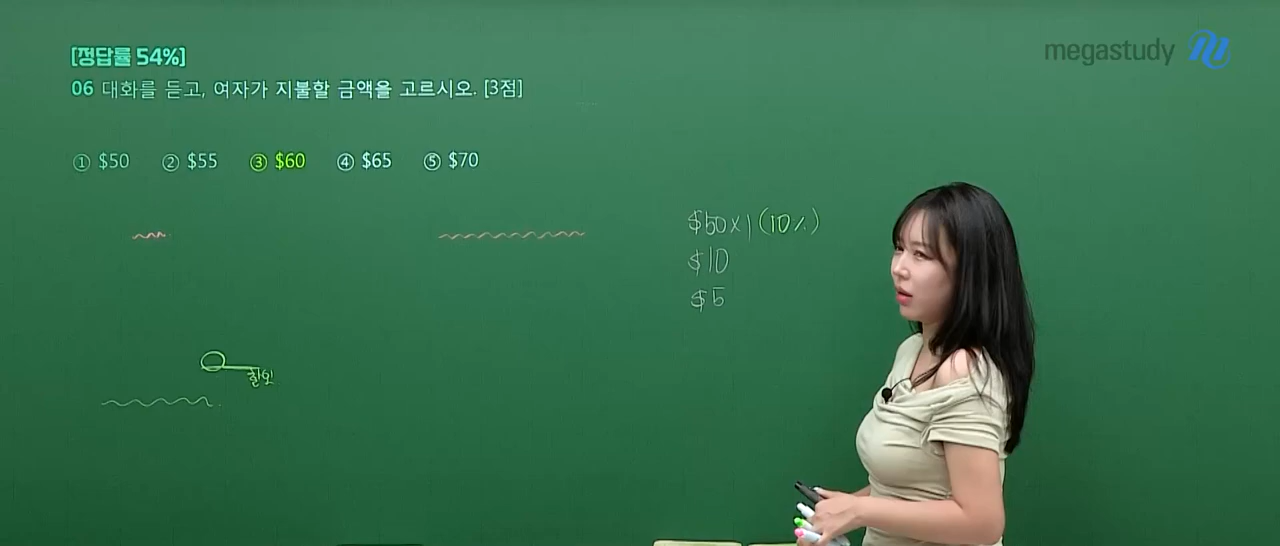 megastudy
[정답률 54%]
06 대화를 듣고, 여자가 지불할 금액을 고르시오. [3점]
① $50 ② $55 ③ $60 ④ $65 ⑤ $70
$50×1 (10%)
$10
$5
할인